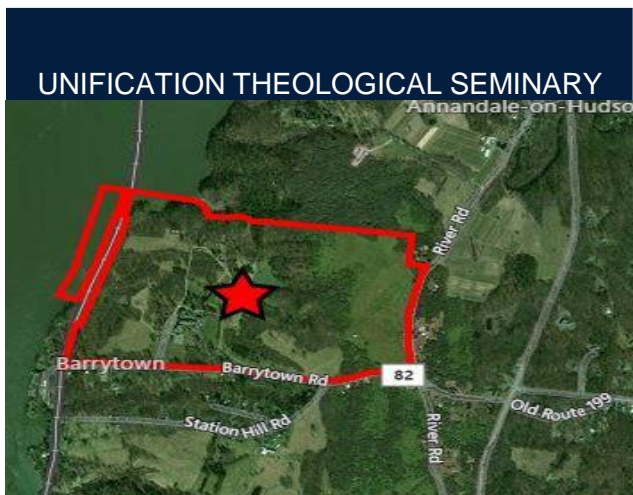 UNIFICATION THEOLOGICAL SEMINARY
Annandale-on-Hudso
River Rd
Barrytown
Barrytown Rd
82
Old Route 199
Station Hill Rd
River Rd